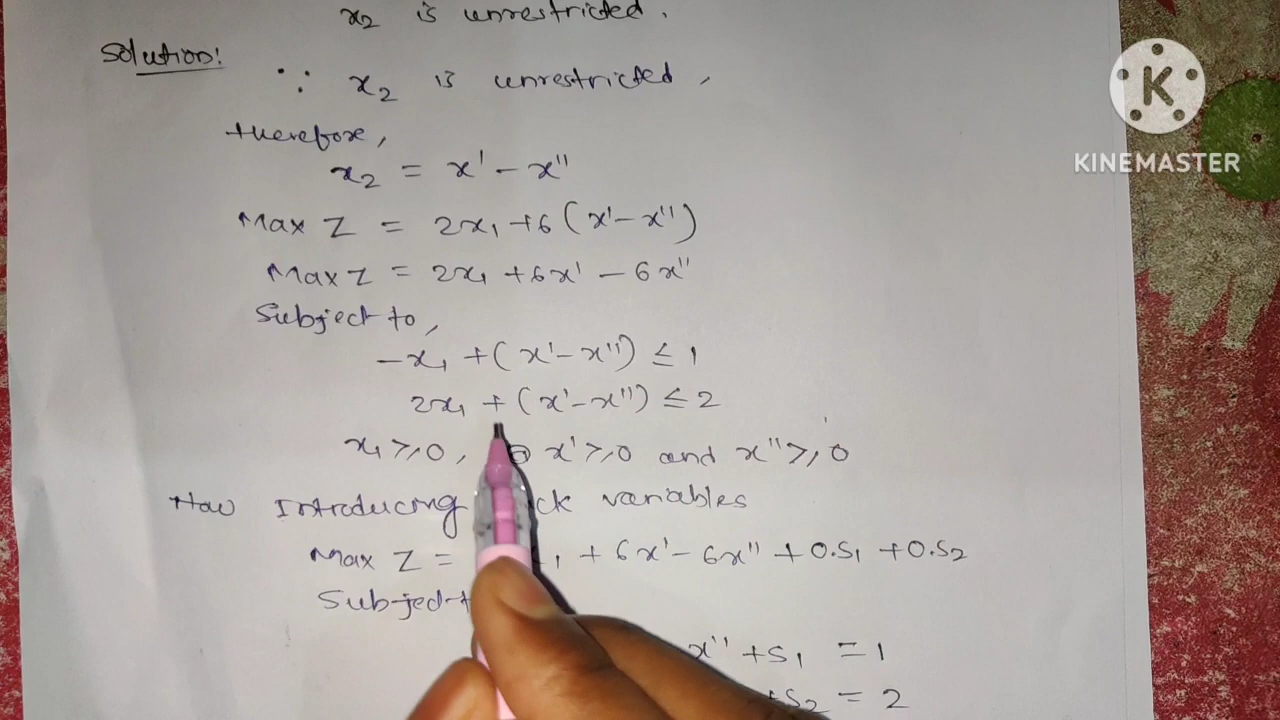 x₂ is unrestricted.
Solution:
∵ x₂ is unrestricted,
therefore,
x₂ = x' - x''
Max Z = 2x₁ + 6(x' - x'')
Max Z = 2x₁ + 6x' - 6x''
Subject to,
-x₁ + (x' - x'') ≤ 1
2x₁ + (x' - x'') ≤ 2
x₁ ≥ 0, x' ≥ 0 and x'' ≥ 0
Now Introducing variables
Max Z = + 6x' - 6x'' + 0.S₁ + 0.S₂
x'' + S₁ = 1
+ S₂ = 2
K
KINEMASTER